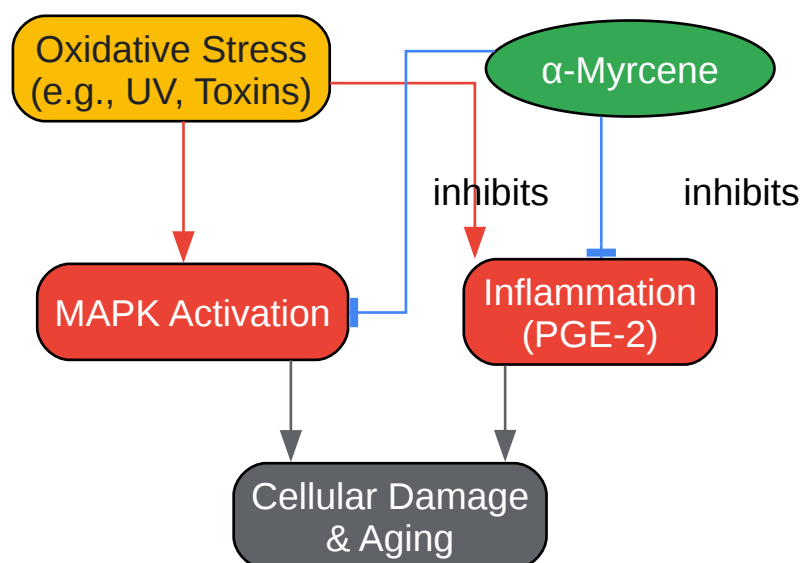 Oxidative Stress
(e.g., UV, Toxins)
α-Myrcene
inhibits
inhibits
MAPK Activation
Inflammation
(PGE-2)
Cellular Damage
& Aging